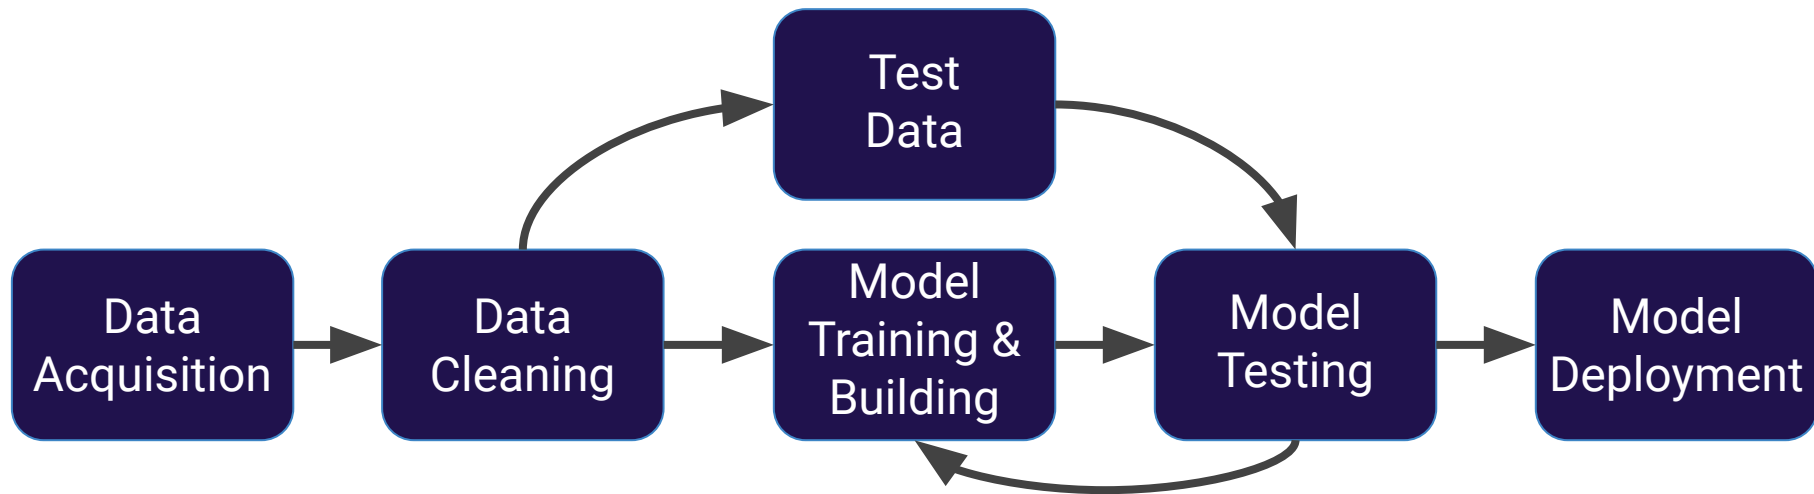 Test
Data
Data
Acquisition
Data
Cleaning
Model
Training &
Building
Model
Testing
Model
Deployment